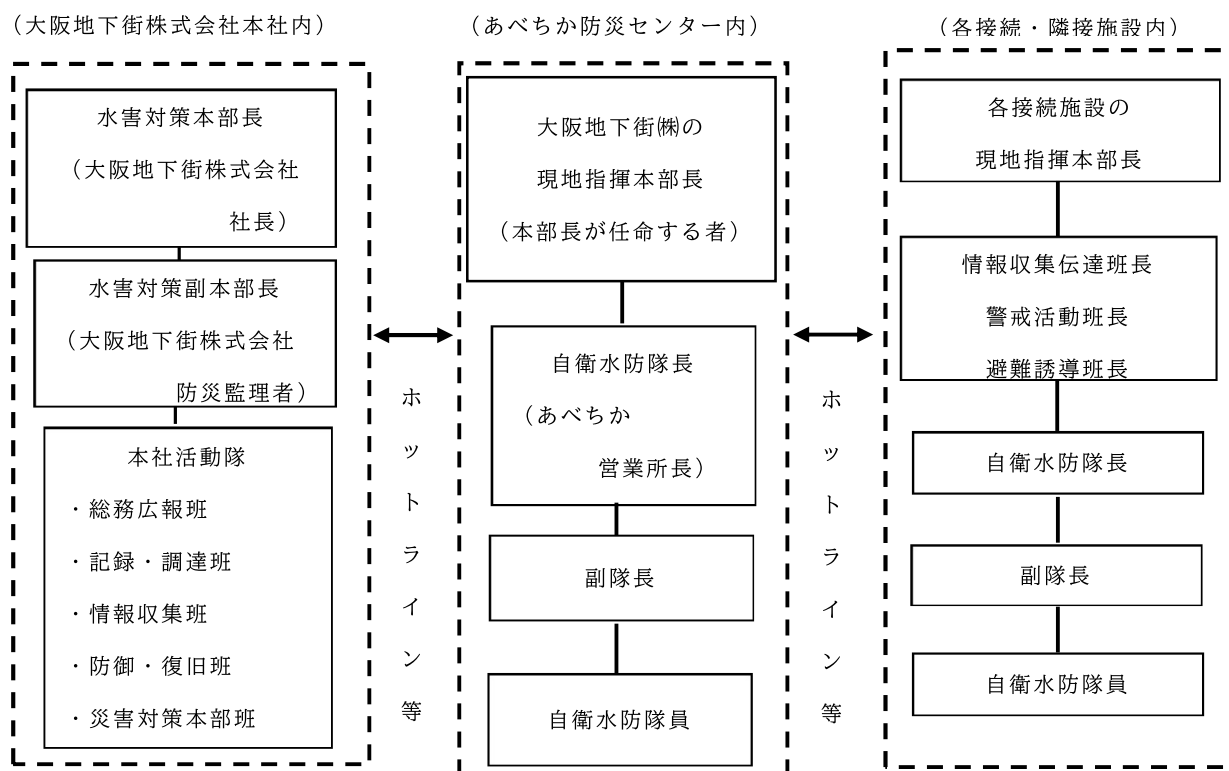 （大阪地下街株式会社本社内）
水害対策本部長
（大阪地下街株式会社
社長）
水害対策副本部長
（大阪地下街株式会社
防災監理者）
本社活動隊
・総務広報班
・記録・調達班
・情報収集班
・防御・復旧班
・災害対策本部班
ホットライン等
（あべちか防災センター内）
大阪地下街㈱の
現地指揮本部長
（本部長が任命する者）
自衛水防隊長
（あべちか
営業所長）
副隊長
自衛水防隊員
ホットライン等
（各接続・隣接施設内）
各接続施設の
現地指揮本部長
情報収集伝達班長
警戒活動班長
避難誘導班長
自衛水防隊長
副隊長
自衛水防隊員